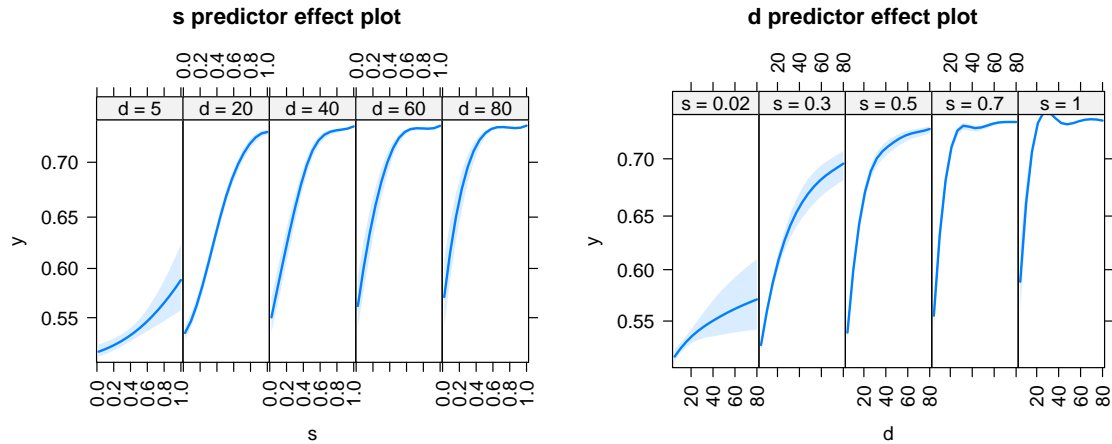 s predictor effect plot
0.0 0.2 0.4 0.6 0.8 1.0 0.0 0.2 0.4 0.6 0.8 1.0
d = 5 d = 20 d = 40 d = 60 d = 80
0.70
0.65
y
0.60
0.55
0.0 0.2 0.4 0.6 0.8 1.0 0.0 0.2 0.4 0.6 0.8 1.0 0.0 0.2 0.4 0.6 0.8 1.0
s
d predictor effect plot
20 40 60 80 20 40 60 80
s = 0.02 s = 0.3 s = 0.5 s = 0.7 s = 1
0.70
0.65
y
0.60
0.55
20 40 60 80 20 40 60 80 20 40 60 80
d